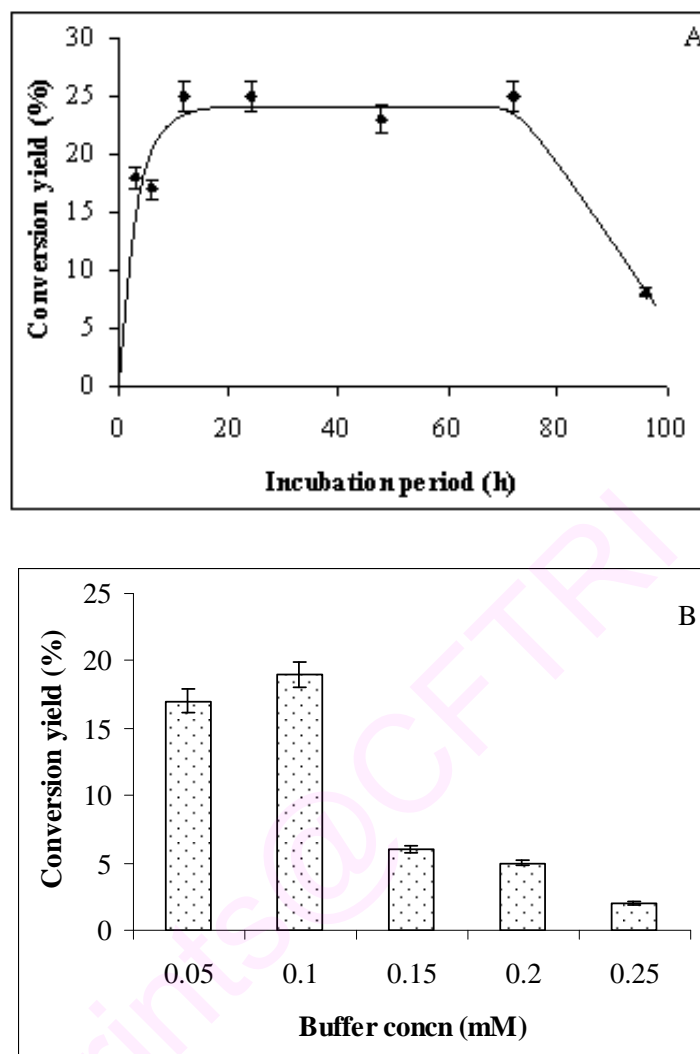 A
Conversion yield (%)
30
25
20
15
10
5
0
0 20 40 60 80 100
Incubation period (h)
B
Conversion yield (%)
25
20
15
10
5
0
0.05 0.1 0.15 0.2 0.25
Buffer concn (mM)
rints@CFTRI